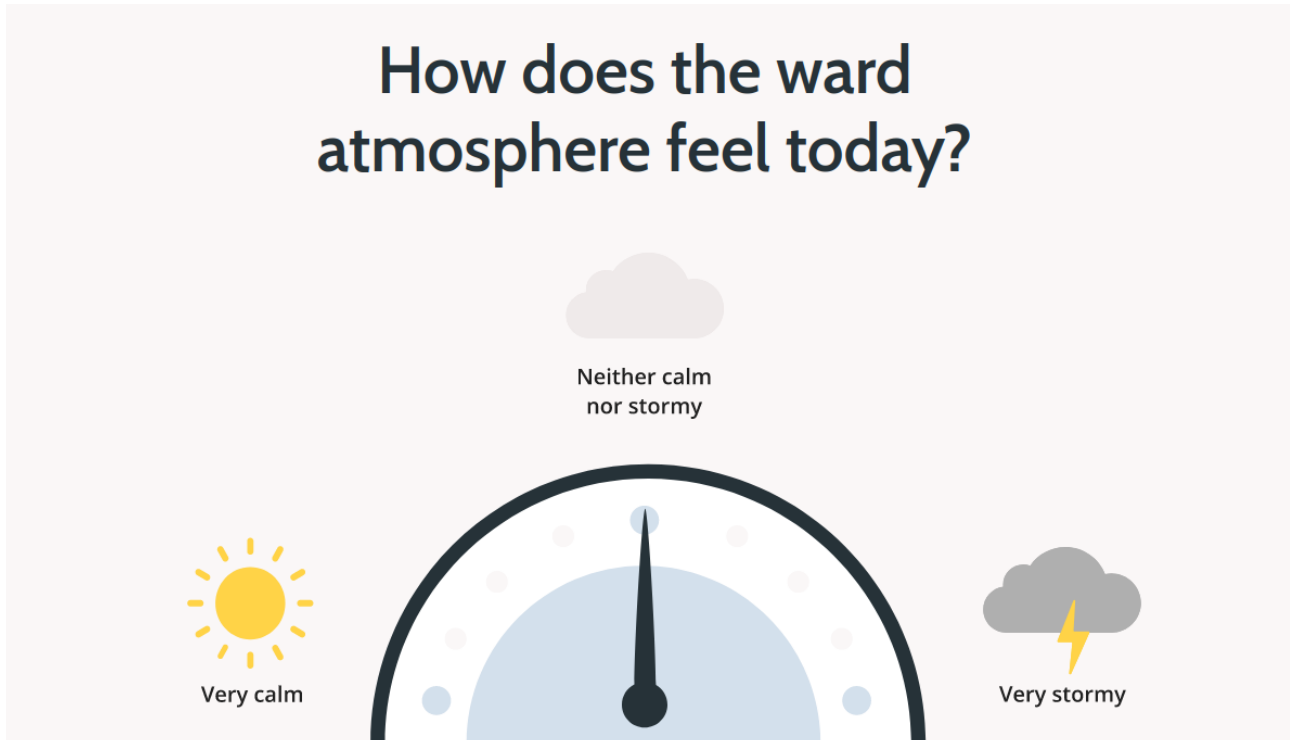 How does the ward
atmosphere feel today?
Neither calm
nor stormy
Very calm
Very stormy